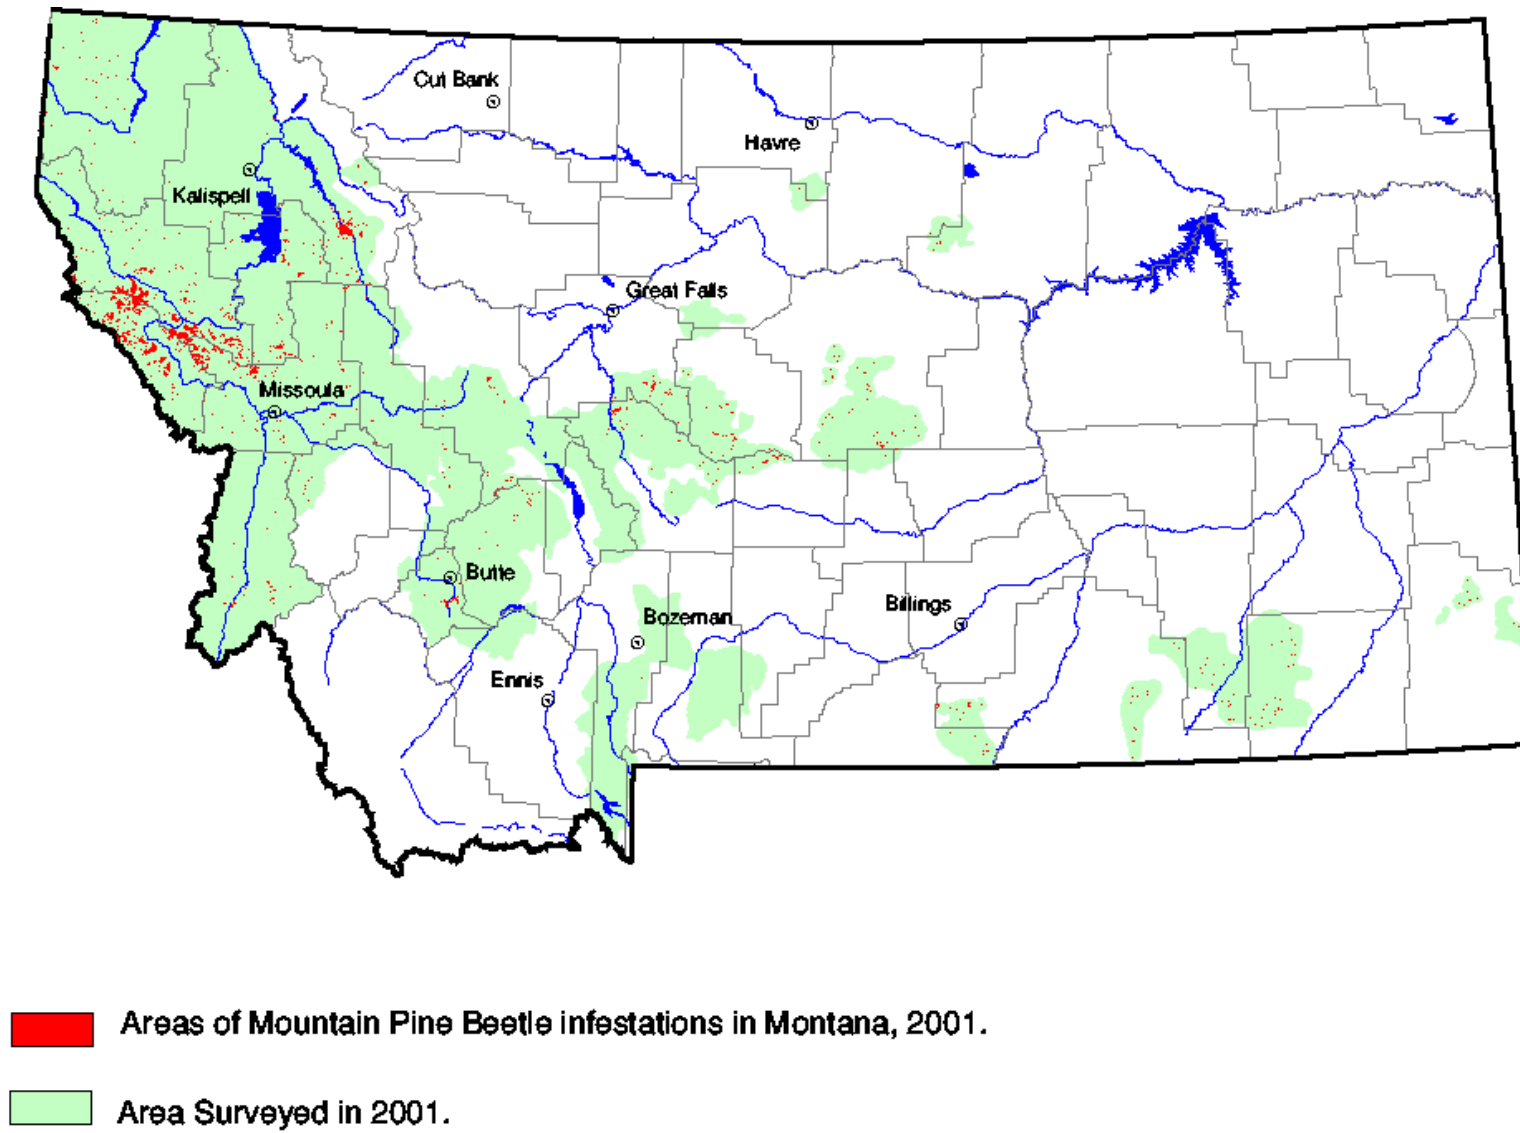 Cut Bank
Havre
Kalispell
Great Falls
Missoula
Butte
Bozeman
Billings
Ennis
Areas of Mountain Pine Beetle infestations in Montana, 2001.
Area Surveyed in 2001.